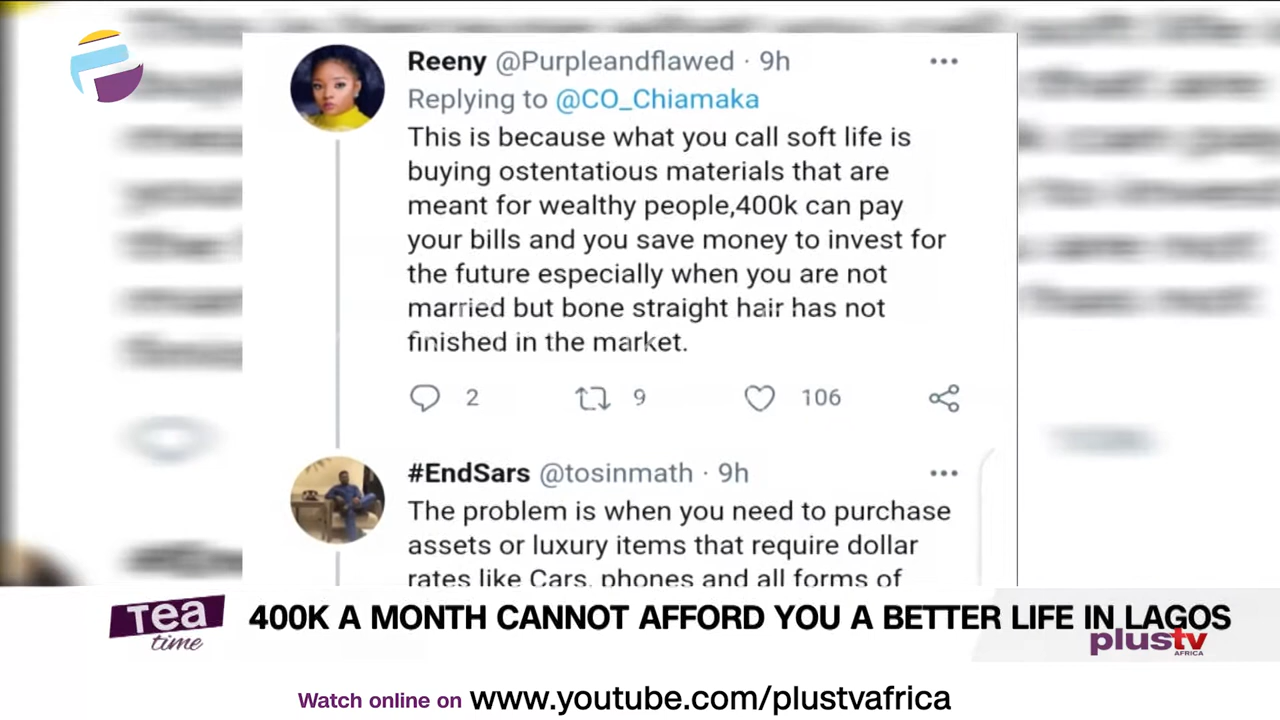 Reeny @Purpleandflawed · 9h
Replying to @CO_Chiamaka
This is because what you call soft life is
buying ostentatious materials that are
meant for wealthy people,400k can pay
your bills and you save money to invest for
the future especially when you are not
married but bone straight hair has not
finished in the market.
2 9 106
#EndSars @tosinmath · 9h
The problem is when you need to purchase
assets or luxury items that require dollar
rates like Cars, phones and all forms of
Tea
time
400K A MONTH CANNOT AFFORD YOU A BETTER LIFE IN LAGOS
plustv
AFRICA
Watch online on www.youtube.com/plustvafrica